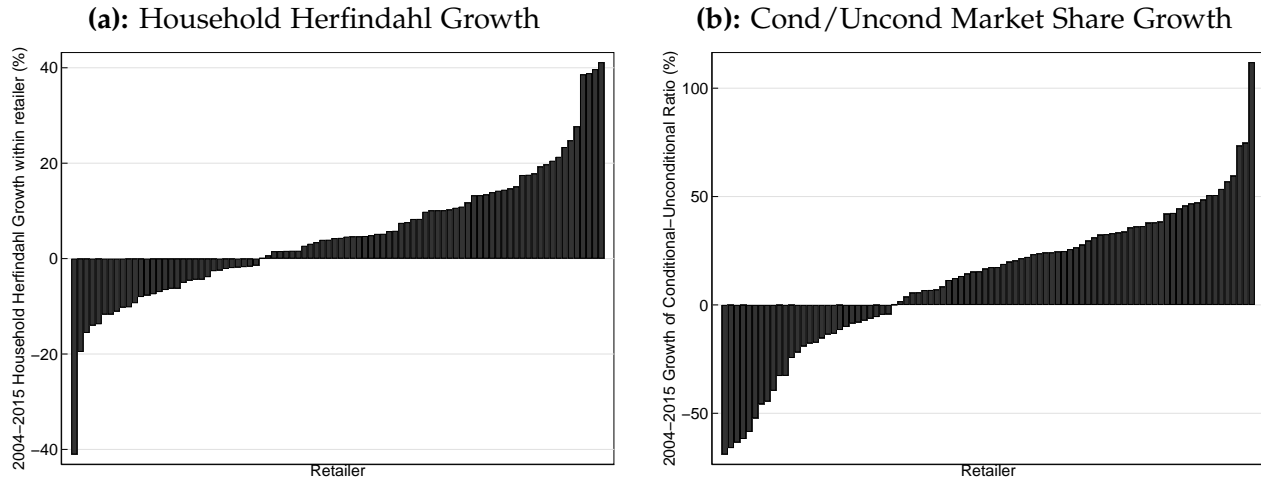 (a): Household Herfindahl Growth
2004−2015 Household Herfindahl Growth within retailer (%)
40
20
0
−20
−40
Retailer
(b): Cond/Uncond Market Share Growth
2004−2015 Growth of Conditional−Unconditional Ratio (%)
100
50
0
−50
Retailer